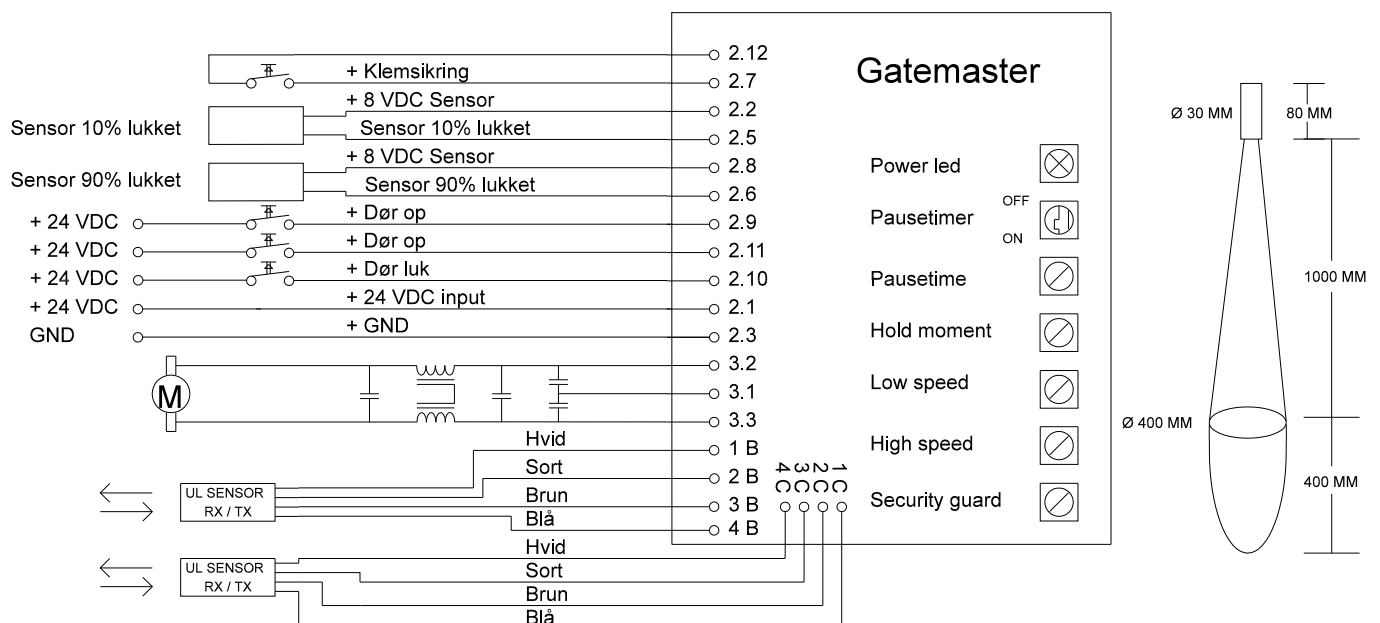 Gatemaster
2.12
+ Klemsikring
2.7
+ 8 VDC Sensor
2.2
Sensor 10% lukket
Sensor 10% lukket
2.5
+ 8 VDC Sensor
2.8
Sensor 90% lukket
Sensor 90% lukket
2.6
+ 24 VDC
+ Dør op
2.9
+ 24 VDC
+ Dør op
2.11
+ 24 VDC
+ Dør luk
2.10
+ 24 VDC
+ 24 VDC input
2.1
GND
+ GND
2.3
M
3.2
3.1
3.3
Hvid
1 B
Sort
2 B
Brun
3 B
Blå
4 B
UL SENSOR
RX / TX
4 C
3 C
2 C
1 C
UL SENSOR
RX / TX
Hvid
Sort
Brun
Blå
Power led
Pausetimer
OFF
ON
Pausetime
Hold moment
Low speed
High speed
Security guard
Ø 30 MM
80 MM
1000 MM
Ø 400 MM
400 MM